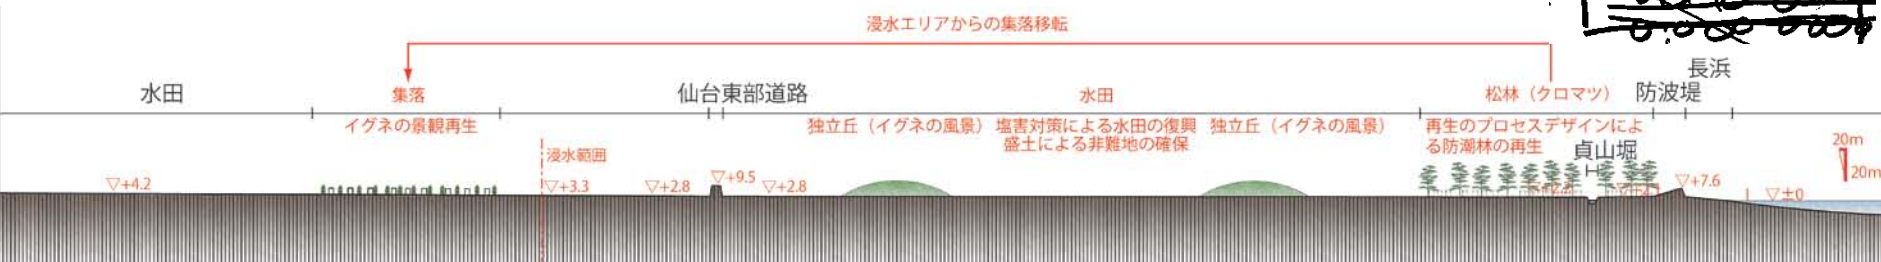 浸水エリアからの集落移転
長浜
水田
集落
仙台東部道路
水田
松林（クロマツ）
防波堤
イグネの景観再生
独立丘（イグネの風景）
塩害対策による水田の復興
盛土による非難地の確保
独立丘（イグネの風景）
再生のプロセスデザインによ
る防潮林の再生
貞山堀
浸水範囲
20m
20m
▽+4.2
▽+3.3
▽+2.8
▽+9.5
▽+2.8
▽+7.6
▽±0